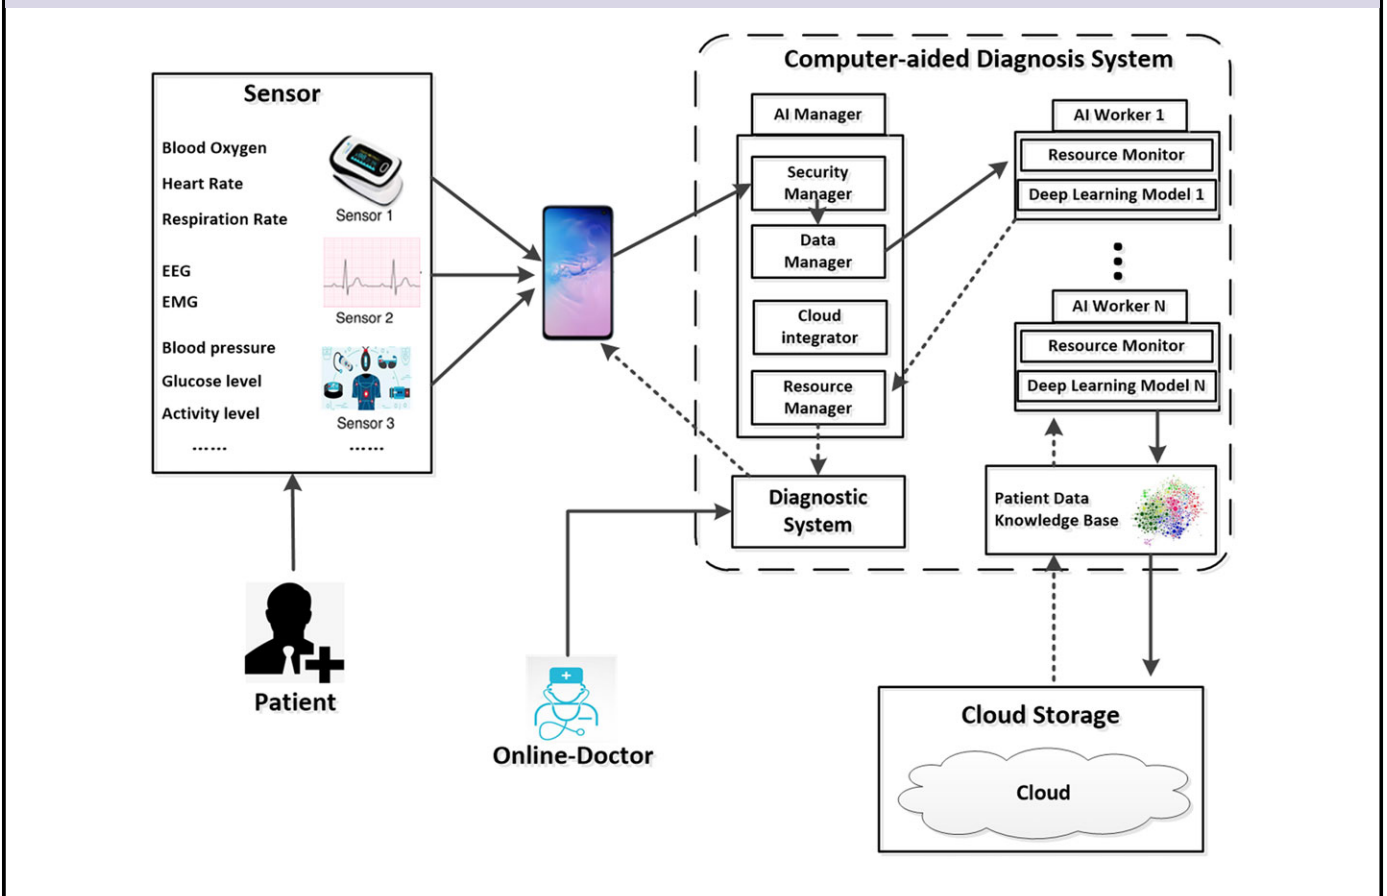 Sensor
Blood Oxygen
Heart Rate
Respiration Rate
Sensor 1
EEG
EMG
Sensor 2
Blood pressure
Glucose level
Activity level
Sensor 3
......
......
Patient
Online-Doctor
Computer-aided Diagnosis System
AI Manager
Security
Manager
Data
Manager
Cloud
integrator
Resource
Manager
Diagnostic
System
AI Worker 1
Resource Monitor
Deep Learning Model 1
AI Worker N
Resource Monitor
Deep Learning Model N
Patient Data
Knowledge Base
Cloud Storage
Cloud